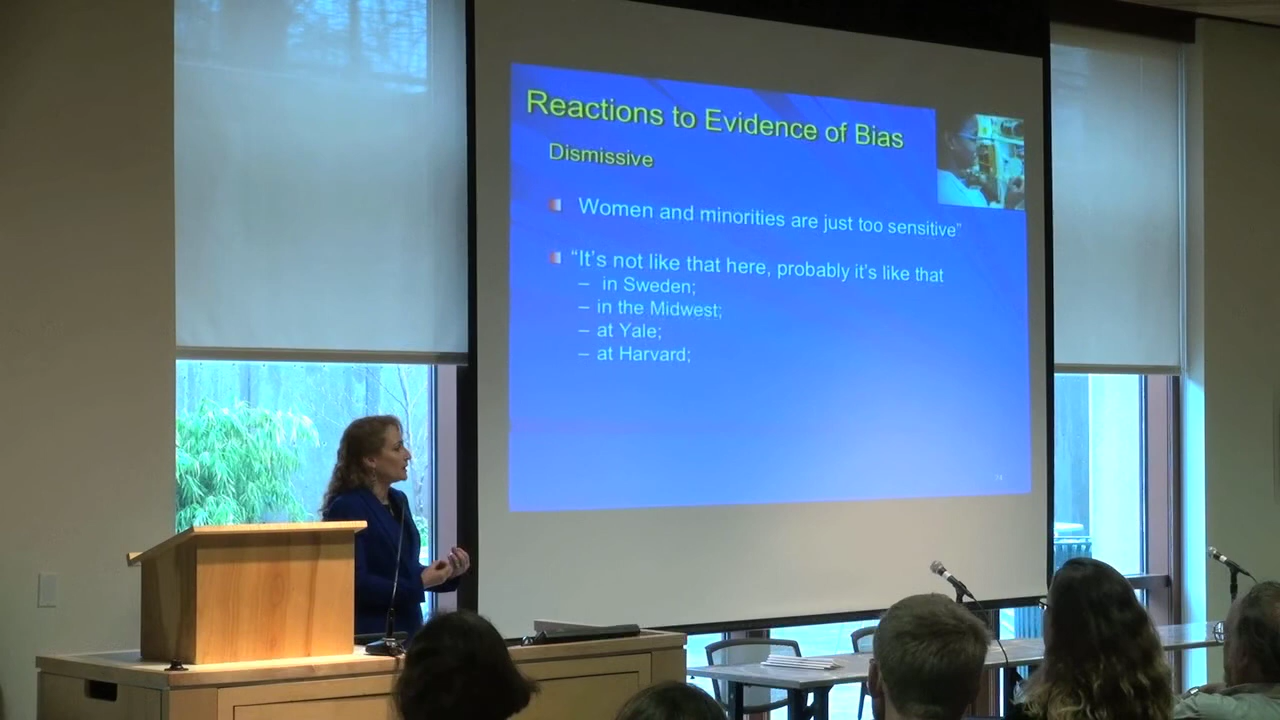 Reactions to Evidence of Bias
Dismissive
Women and minorities are just too sensitive”
“It’s not like that here, probably it’s like that
– in Sweden;
– in the Midwest;
– at Yale;
– at Harvard;